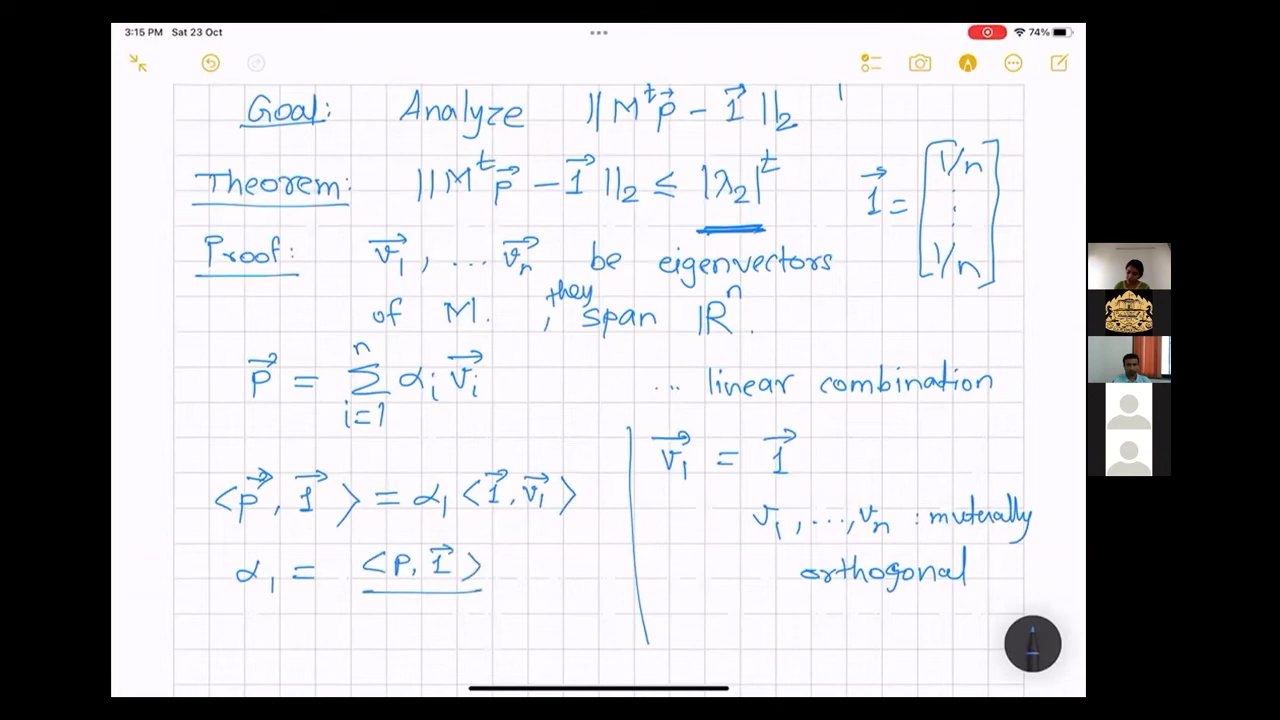 3:15 PM Sat 23 Oct
74%
Goal: Analyze ||M^t p⃗ - 1⃗||₂
Theorem: ||M^t p⃗ - 1⃗||₂ ≤ |λ₂|^t
1⃗ = [1/n ⋮ 1/n]
Proof: v⃗₁, ... v⃗ₙ be eigenvectors
of M. , they span ℝⁿ.
p⃗ = Σ_{i=1}^{n} αᵢ v⃗ᵢ ... linear combination
v⃗₁ = 1⃗
⟨p⃗, 1⃗⟩ = α₁ ⟨1⃗, v⃗₁⟩
v₁, ..., vₙ : mutually
orthogonal
α₁ = ⟨p, 1⃗⟩